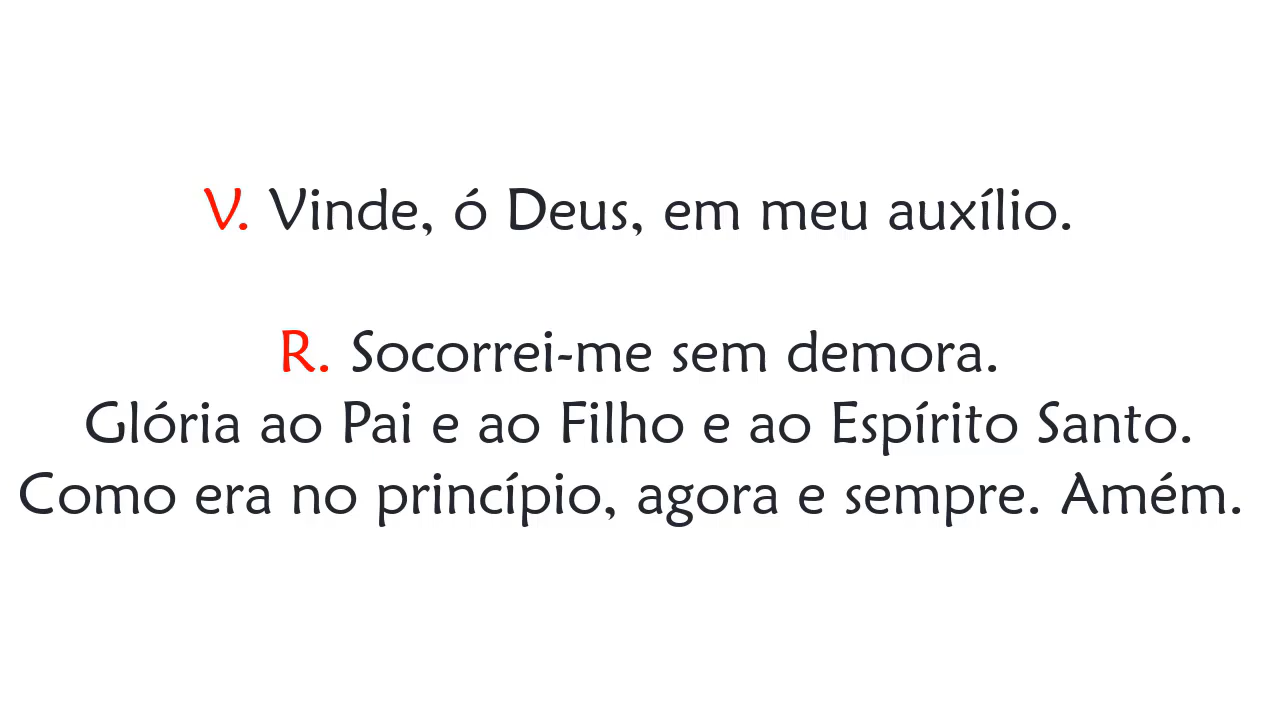 V. Vinde, ó Deus, em meu auxílio.
R. Socorrei-me sem demora.
Glória ao Pai e ao Filho e ao Espírito Santo.
Como era no princípio, agora e sempre. Amém.